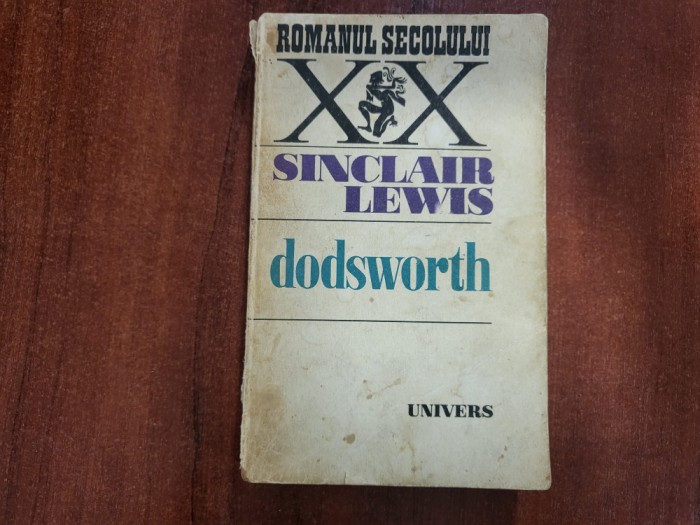 ROMANUL SECOLULUI
XX
SINCLAIR
LEWIS
dodsworth
UNIVERS